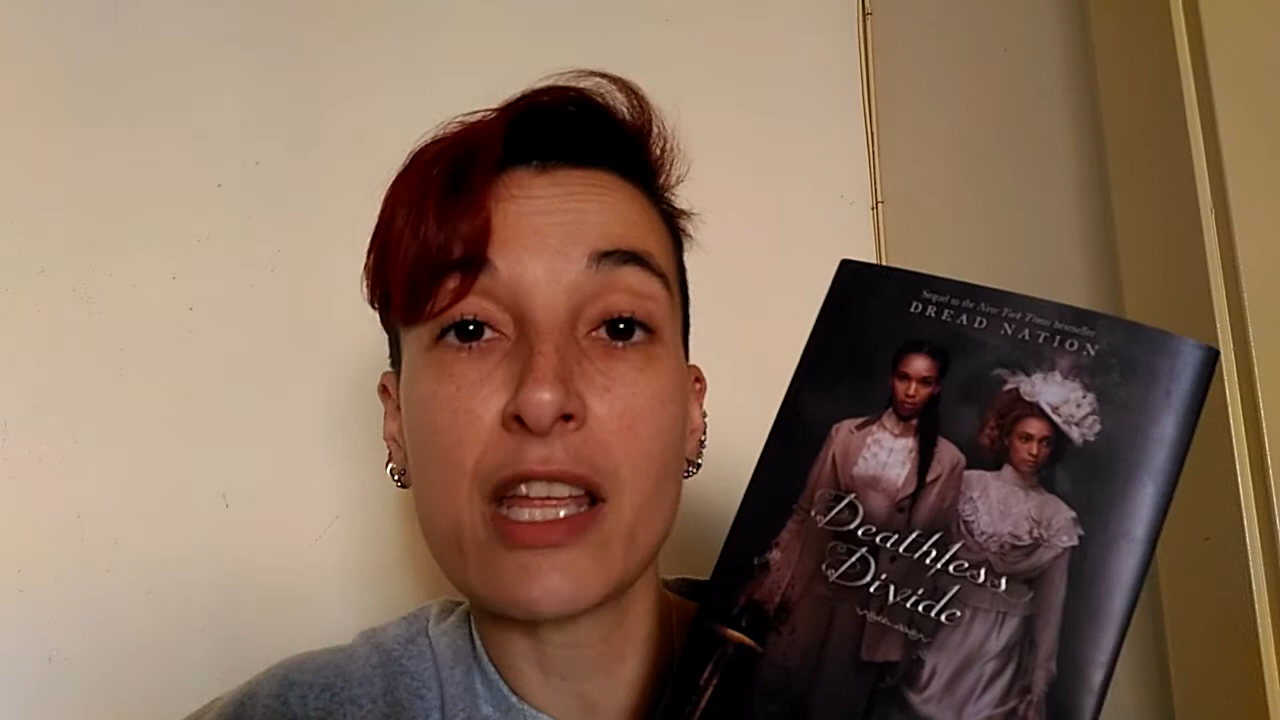 Sequel to the New York Times bestseller
DREAD NATION
Deathless
Divide